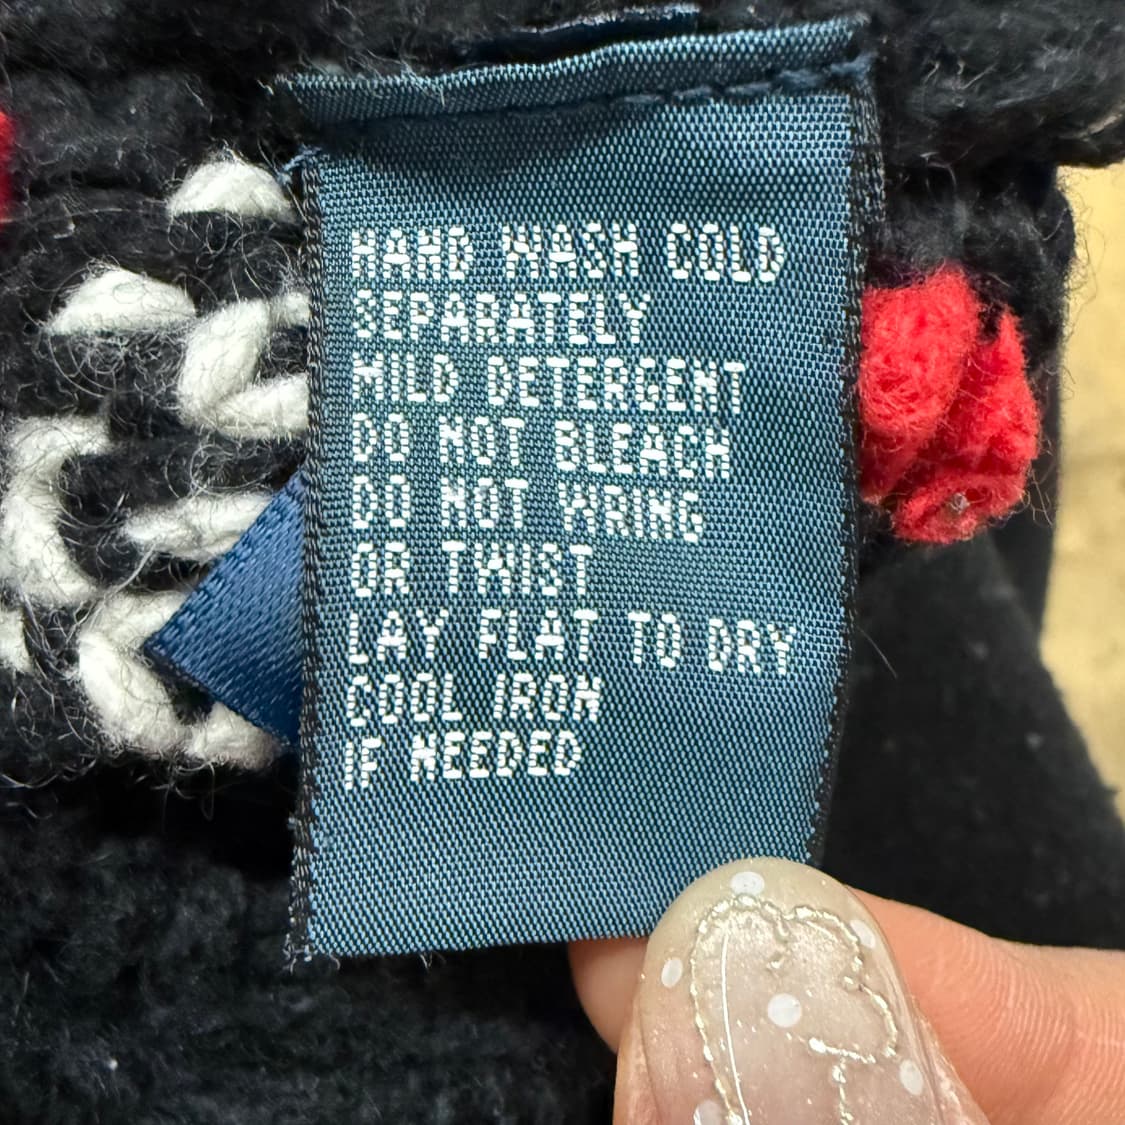 HAND WASH COLD
SEPARATELY
MILD DETERGENT
DO NOT BLEACH
DO NOT WRING
OR TWIST
LAY FLAT TO DRY
COOL IRON
IF NEEDED